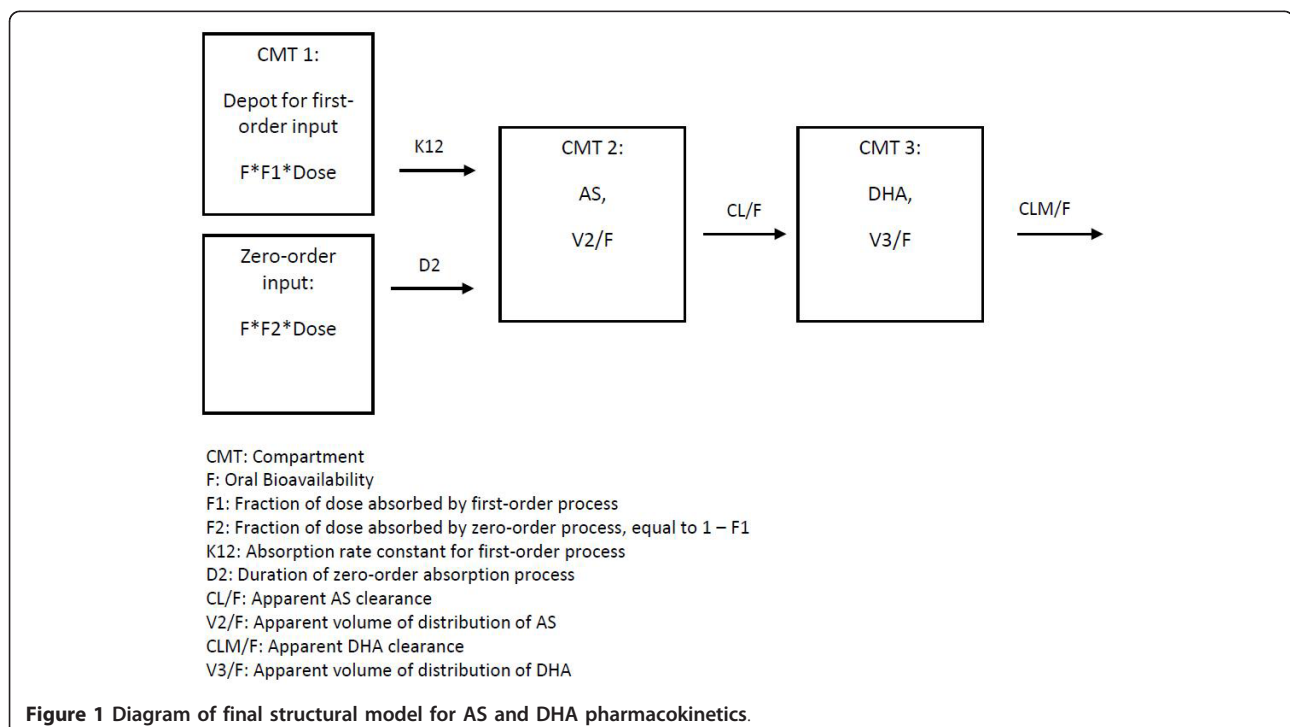 CMT 1:
Depot for first-
order input
F*F1*Dose
K12
Zero-order
input:
F*F2*Dose
D2
CMT 2:
AS,
V2/F
CL/F
CMT 3:
DHA,
V3/F
CLM/F
CMT: Compartment
F: Oral Bioavailability
F1: Fraction of dose absorbed by first-order process
F2: Fraction of dose absorbed by zero-order process, equal to 1 – F1
K12: Absorption rate constant for first-order process
D2: Duration of zero-order absorption process
CL/F: Apparent AS clearance
V2/F: Apparent volume of distribution of AS
CLM/F: Apparent DHA clearance
V3/F: Apparent volume of distribution of DHA
Figure 1 Diagram of final structural model for AS and DHA pharmacokinetics.